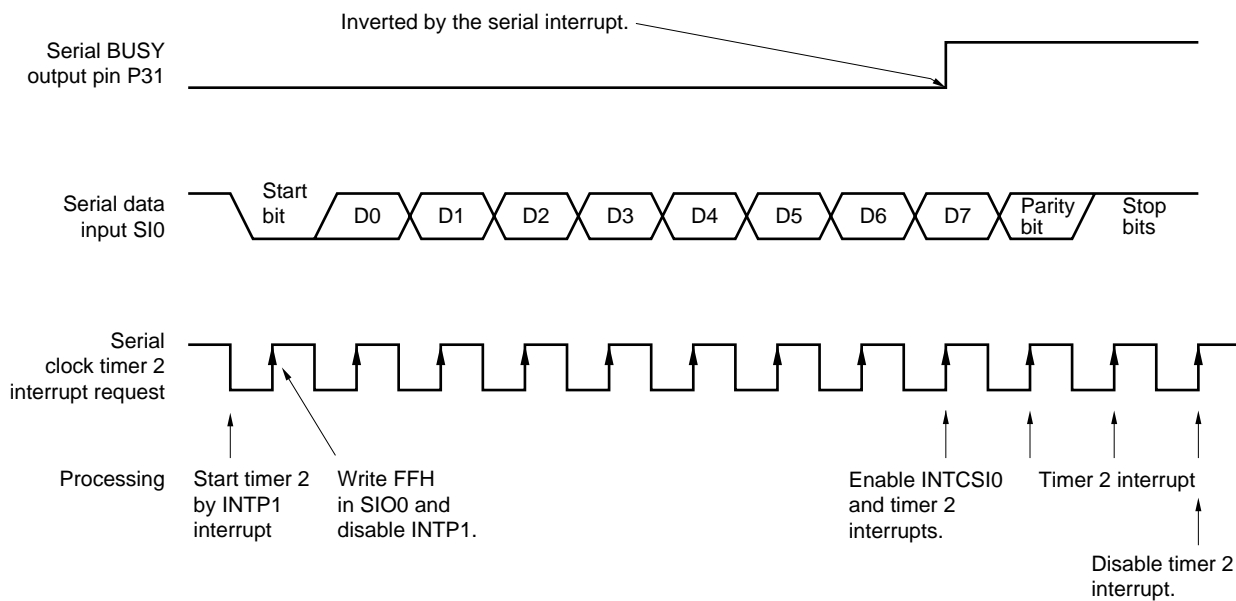 Inverted by the serial interrupt.
Serial BUSY
output pin P31
Serial data
input SI0
Start
bit
D0
D1
D2
D3
D4
D5
D6
D7
Parity
bit
Stop
bits
Serial
clock timer 2
interrupt request
Processing
Start timer 2
by INTP1
interrupt
Write FFH
in SIO0 and
disable INTP1.
Enable INTCSI0
and timer 2
interrupts.
Timer 2 interrupt
Disable timer 2
interrupt.